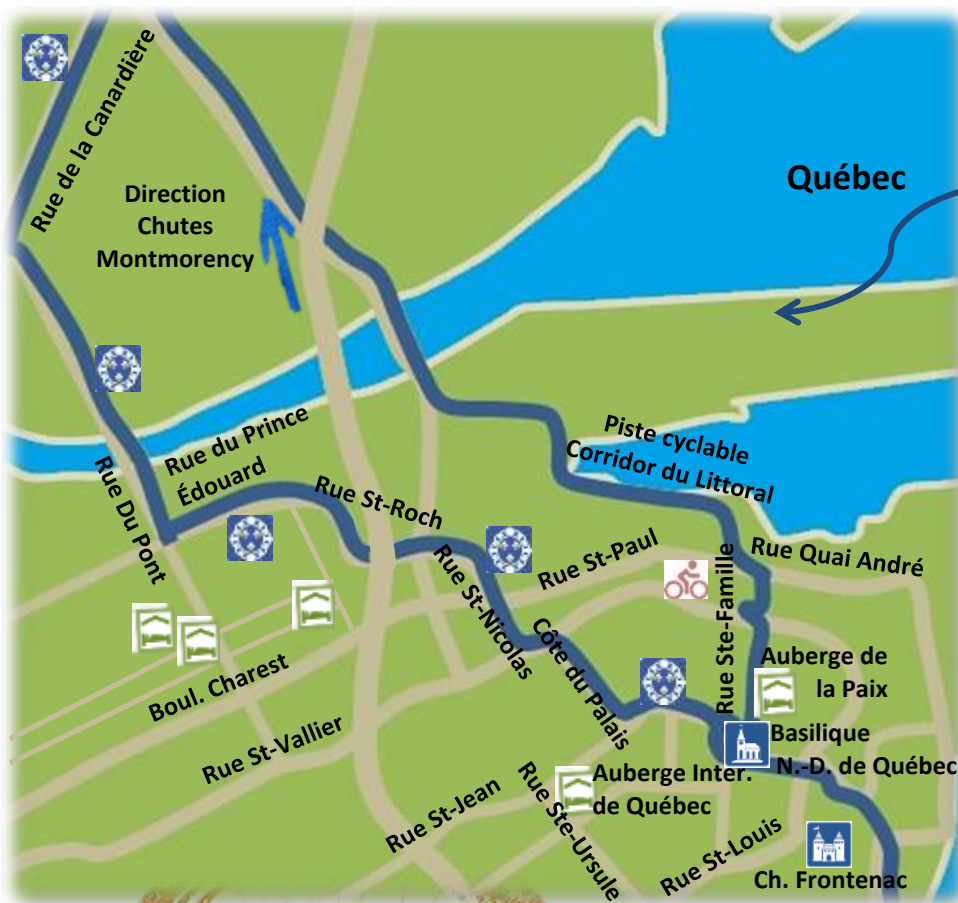 Rue de la Canardière
Québec
Direction
Chutes
Montmorency
Rue du Prince
Édouard
Piste cyclable
Corridor du Littoral
Rue Du Pont
Rue St-Roch
Rue St-Paul
Rue Quai André
Rue St-Nicolas
Rue Ste-Famille
Côte du Palais
Auberge de
la Paix
Boul. Charest
Rue St-Vallier
Basilique
N.-D. de Québec
Auberge Inter.
de Québec
Rue St-Jean
Rue Ste-Ursule
Rue St-Louis
Ch. Frontenac